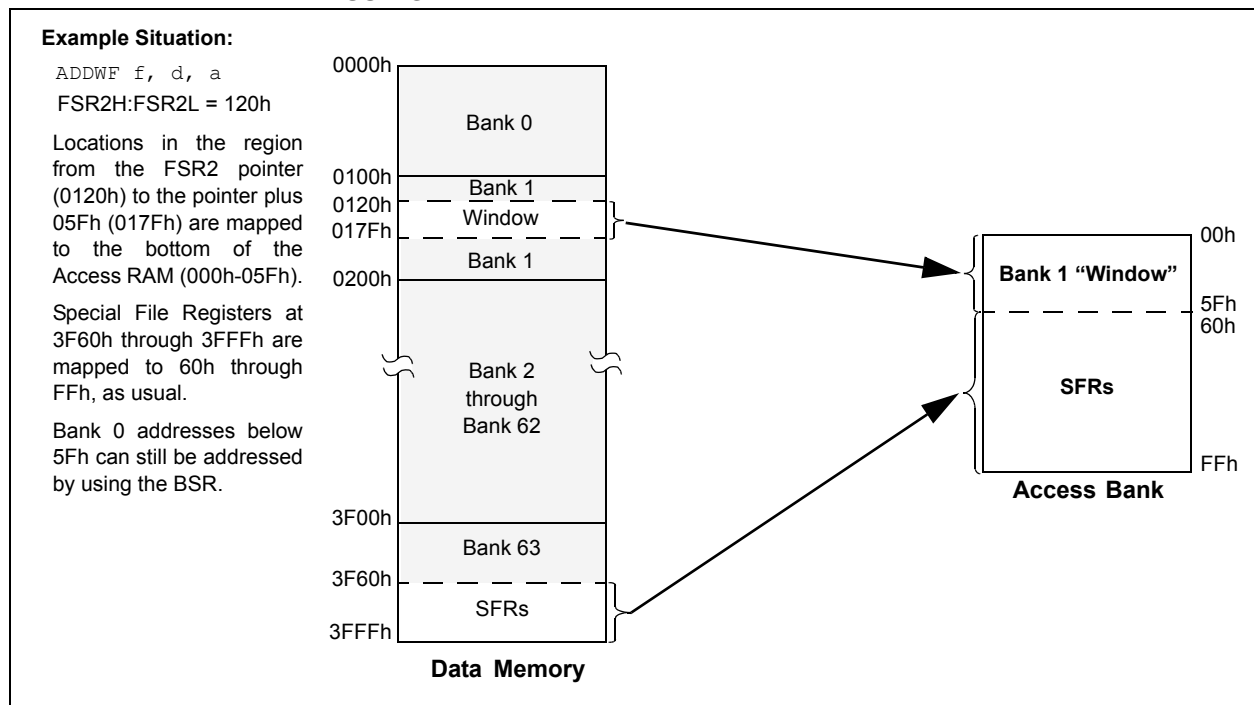 Example Situation:
ADDWF f, d, a
FSR2H:FSR2L = 120h
Locations in the region
from the FSR2 pointer
(0120h) to the pointer plus
05Fh (017Fh) are mapped
to the bottom of the
Access RAM (000h-05Fh).
Special File Registers at
3F60h through 3FFFh are
mapped to 60h through
FFh, as usual.
Bank 0 addresses below
5Fh can still be addressed
by using the BSR.
0000h
Bank 0
0100h
Bank 1
0120h
Window
017Fh
Bank 1
0200h
Bank 2
through
Bank 62
3F00h
Bank 63
3F60h
SFRs
3FFFh
Data Memory
00h
Bank 1 “Window”
5Fh
60h
SFRs
FFh
Access Bank